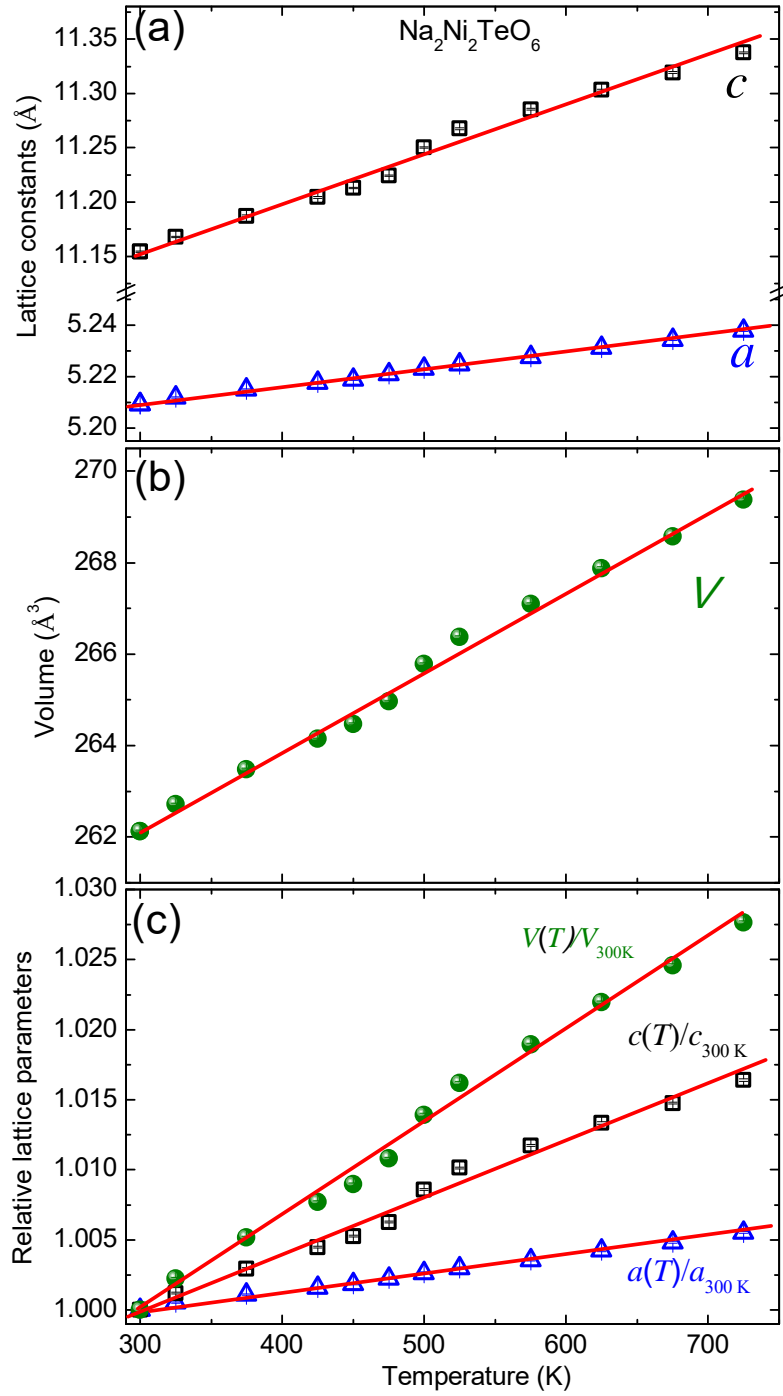 (a)
Na₂Ni₂TeO₆
Lattice constants (Å)
11.35
11.30
11.25
11.20
11.15
5.24
5.22
5.20
c
a
(b)
Volume (Å³)
270
268
266
264
262
V
(c)
Relative lattice parameters
1.030
1.025
1.020
1.015
1.010
1.005
1.000
V(T)/V₃₀₀K
c(T)/c₃₀₀ K
a(T)/a₃₀₀ K
300 400 500 600 700
Temperature (K)